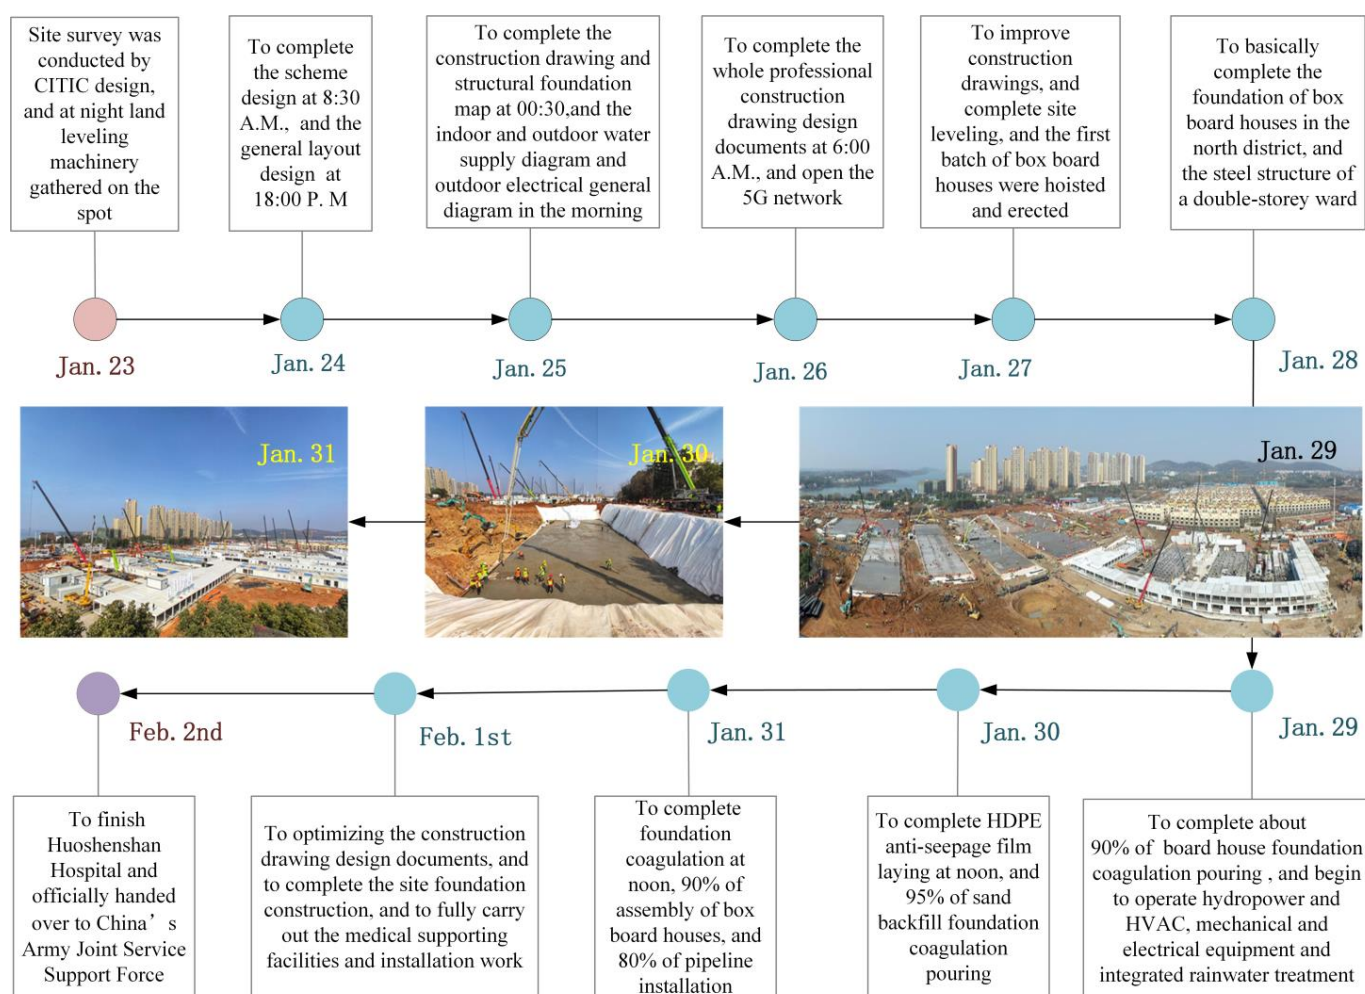 Site survey was
conducted by
CITIC design,
and at night land
leveling
machinery
gathered on the
spot
To complete
the scheme
design at 8:30
A.M., and the
general layout
design at
18:00 P. M
To complete the
construction drawing and
structural foundation
map at 00:30,and the
indoor and outdoor water
supply diagram and
outdoor electrical general
diagram in the morning
To complete the
whole professional
construction
drawing design
documents at 6:00
A.M., and open the
5G network
To improve
construction
drawings, and
complete site
leveling, and the first
batch of box board
houses were hoisted
and erected
To basically
complete the
foundation of box
board houses in the
north district, and
the steel structure of
a double-storey ward
Jan. 23
Jan. 24
Jan. 25
Jan. 26
Jan. 27
Jan. 28
Jan. 31
Jan. 30
Jan. 29
Feb. 2nd
Feb. 1st
Jan. 31
Jan. 30
Jan. 29
To finish
Huoshenshan
Hospital and
officially handed
over to China’s
Army Joint Service
Support Force
To optimizing the construction
drawing design documents, and
to complete the site foundation
construction, and to fully carry
out the medical supporting
facilities and installation work
To complete
foundation
coagulation at
noon, 90% of
assembly of box
board houses, and
80% of pipeline
installation
To complete HDPE
anti-seepage film
laying at noon, and
95% of sand
backfill foundation
coagulation
pouring
To complete about
90% of board house foundation
coagulation pouring , and begin
to operate hydropower and
HVAC, mechanical and
electrical equipment and
integrated rainwater treatment